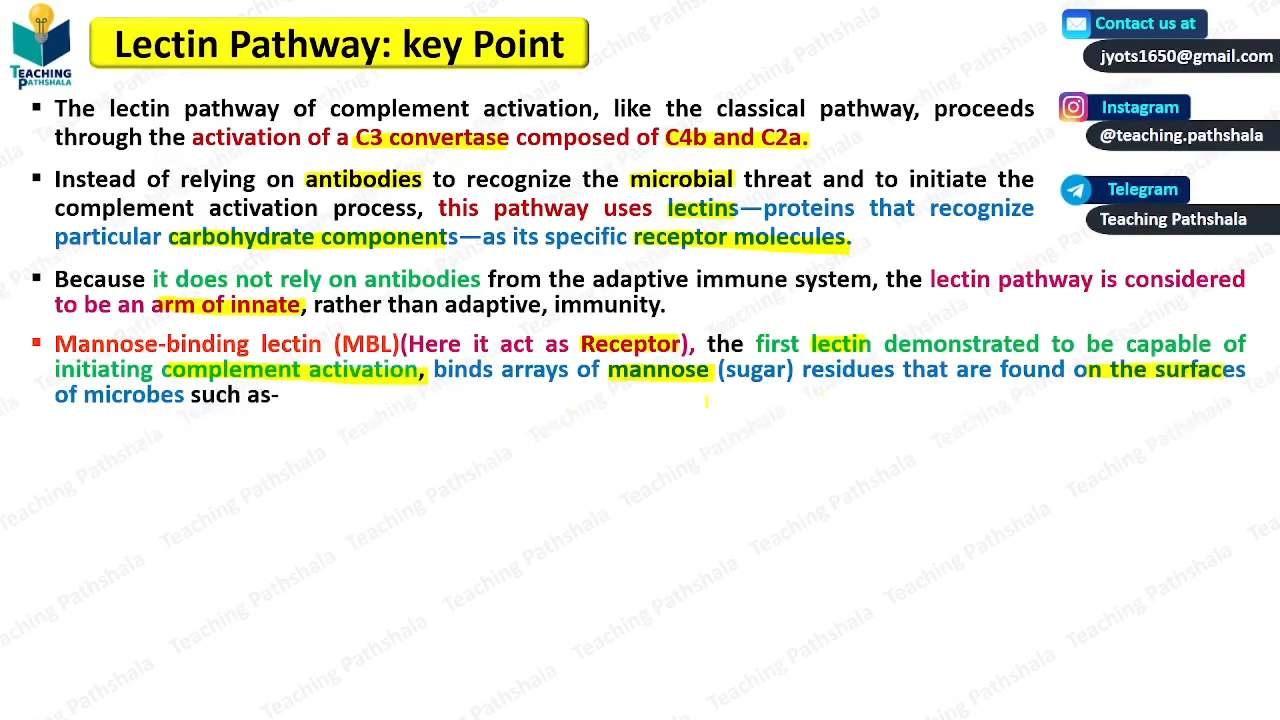 TEACHING
PATHSHALA
Lectin Pathway: key Point
Contact us at
jyots1650@gmail.com
Instagram
@teaching.pathshala
Telegram
Teaching Pathshala
▪ The lectin pathway of complement activation, like the classical pathway, proceeds
through the activation of a C3 convertase composed of C4b and C2a.
▪ Instead of relying on antibodies to recognize the microbial threat and to initiate the
complement activation process, this pathway uses lectins—proteins that recognize
particular carbohydrate components—as its specific receptor molecules.
▪ Because it does not rely on antibodies from the adaptive immune system, the lectin pathway is considered
to be an arm of innate, rather than adaptive, immunity.
▪ Mannose-binding lectin (MBL)(Here it act as Receptor), the first lectin demonstrated to be capable of
initiating complement activation, binds arrays of mannose (sugar) residues that are found on the surfaces
of microbes such as-